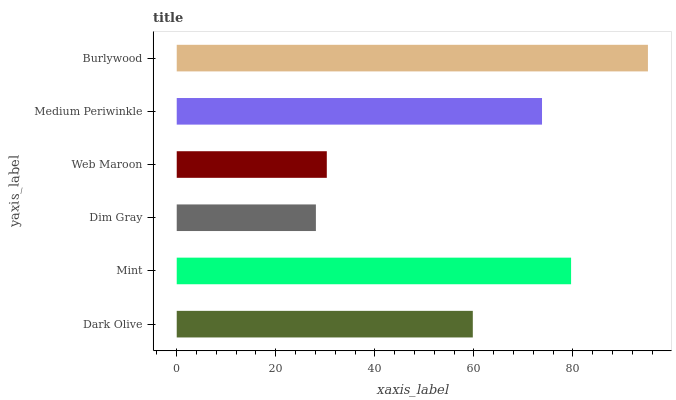 title
Burlywood
Medium Periwinkle
Web Maroon
Dim Gray
Mint
Dark Olive
yaxis_label
0 20 40 60 80
xaxis_label